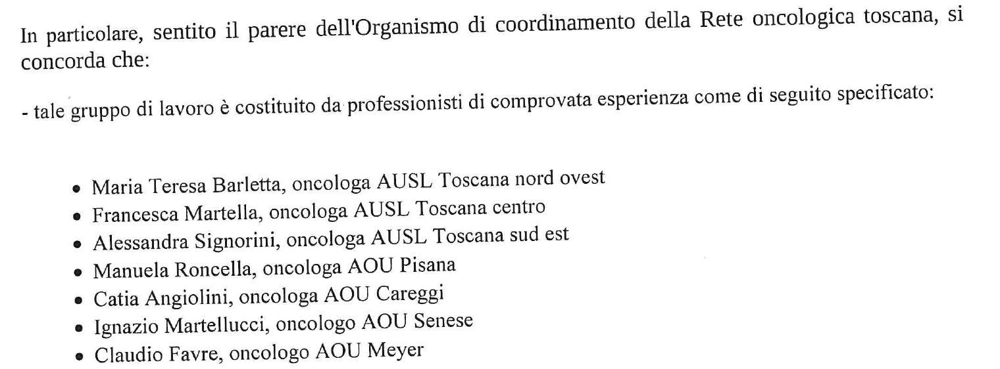 In particolare, sentito il parere dell'Organismo di coordinamento della Rete oncologica toscana, si
concorda che:
- tale gruppo di lavoro è costituito da professionisti di comprovata esperienza come di seguito specificato:
• Maria Teresa Barletta, oncologa AUSL Toscana nord ovest
• Francesca Martella, oncologa AUSL Toscana centro
• Alessandra Signorini, oncologa AUSL Toscana sud est
• Manuela Roncella, oncologa AOU Pisana
• Catia Angiolini, oncologa AOU Careggi
• Ignazio Martellucci, oncologo AOU Senese
• Claudio Favre, oncologo AOU Meyer